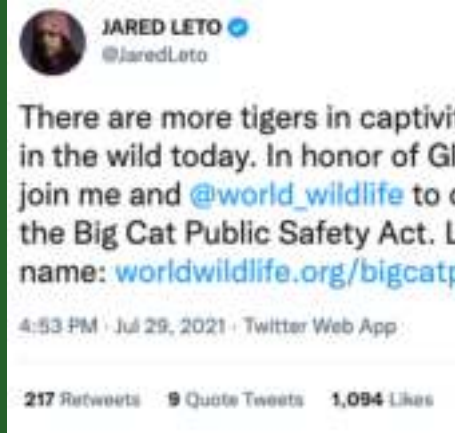 JARED LETO
@JaredLeto
There are more tigers in captivi
in the wild today. In honor of Gl
join me and @world_wildlife to
the Big Cat Public Safety Act. L
name: worldwildlife.org/bigcatp
4:53 PM · Jul 29, 2021 · Twitter Web App
217 Retweets 9 Quote Tweets 1,094 Likes